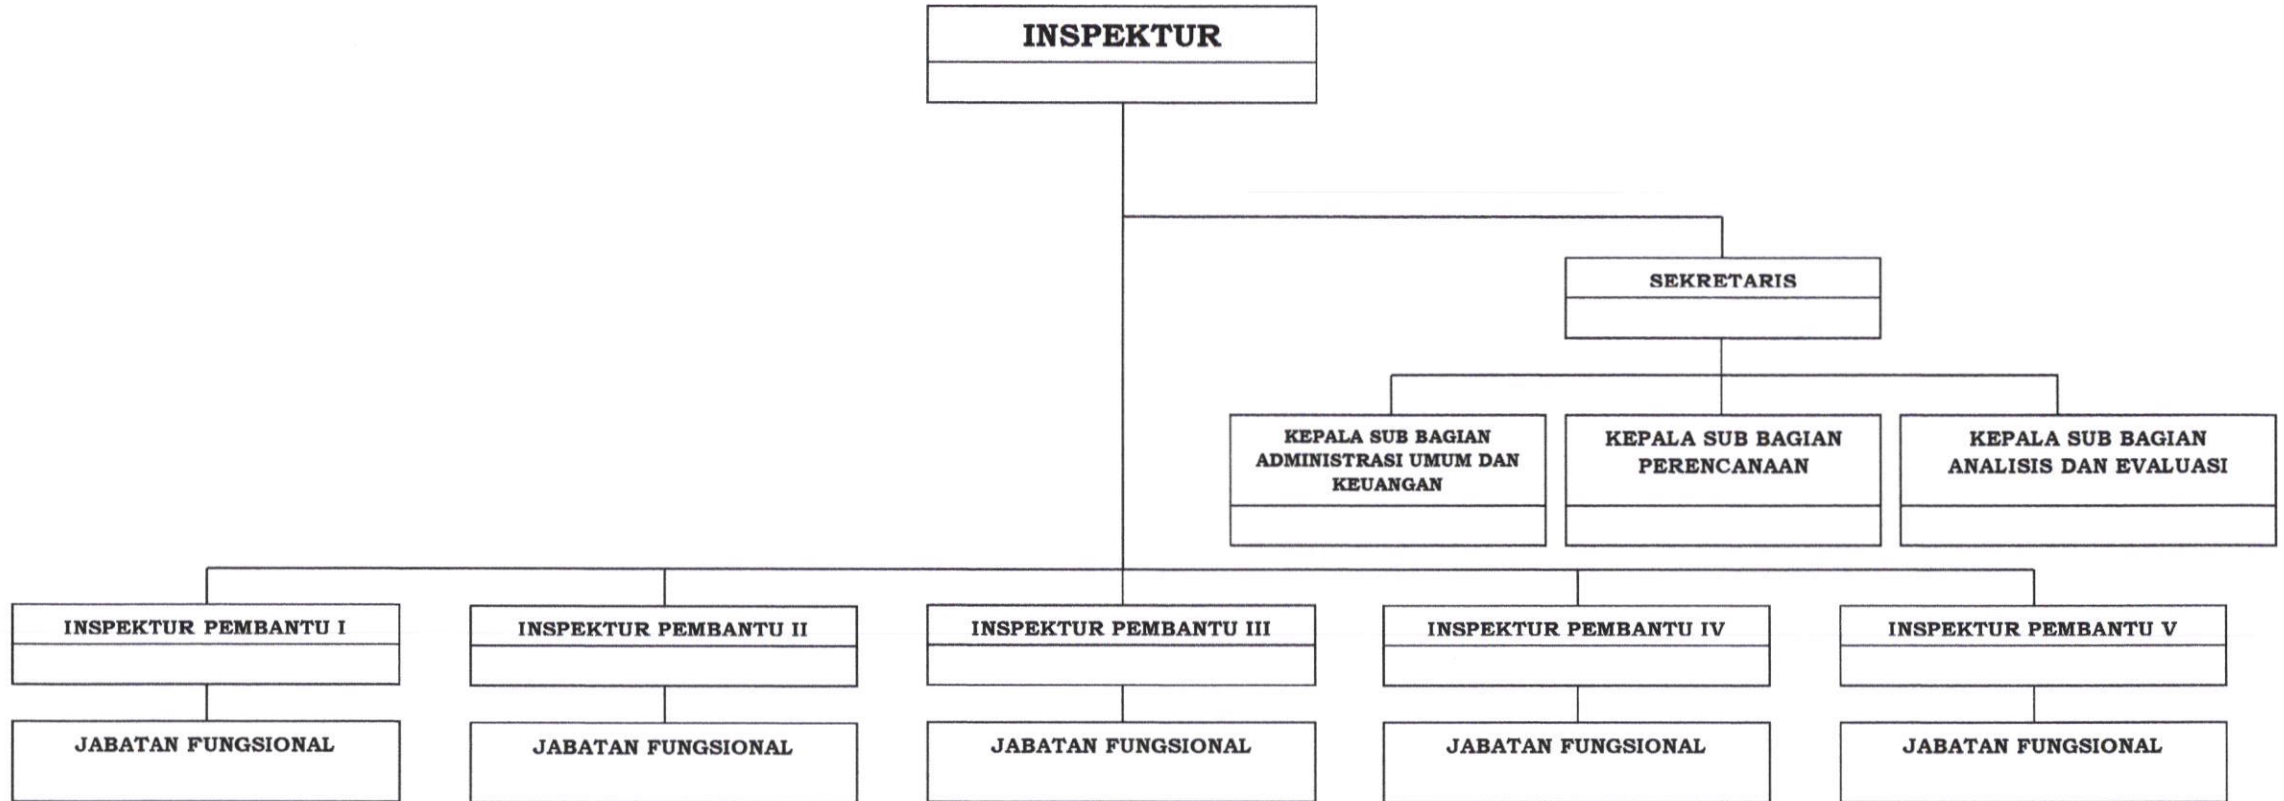 INSPEKTUR
SEKRETARIS
KEPALA SUB BAGIAN
ADMINISTRASI UMUM DAN
KEUANGAN
KEPALA SUB BAGIAN
PERENCANAAN
KEPALA SUB BAGIAN
ANALISIS DAN EVALUASI
INSPEKTUR PEMBANTU I
INSPEKTUR PEMBANTU II
INSPEKTUR PEMBANTU III
INSPEKTUR PEMBANTU IV
INSPEKTUR PEMBANTU V
JABATAN FUNGSIONAL
JABATAN FUNGSIONAL
JABATAN FUNGSIONAL
JABATAN FUNGSIONAL
JABATAN FUNGSIONAL